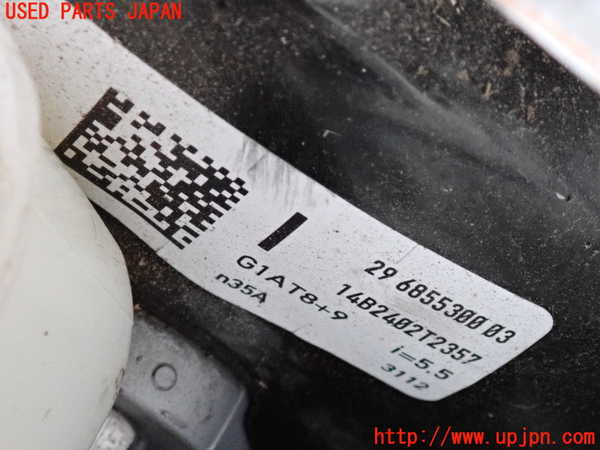 USED PARTS JAPAN
29 6855300 03
14B2402T2357
G1AT8+9
n35A
i=5.5
3112
http://www.upjpn.com/